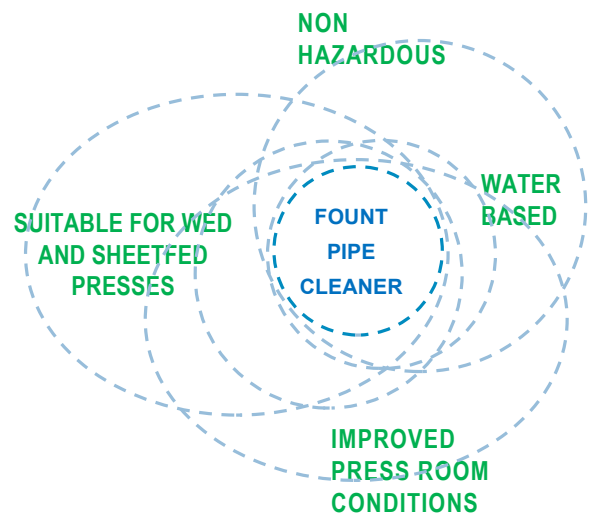 NON
HAZARDOUS
WATER
BASED
SUITABLE FOR WED
AND SHEETFED
PRESSES
FOUNT
PIPE
CLEANER
IMPROVED
PRESS ROOM
CONDITIONS